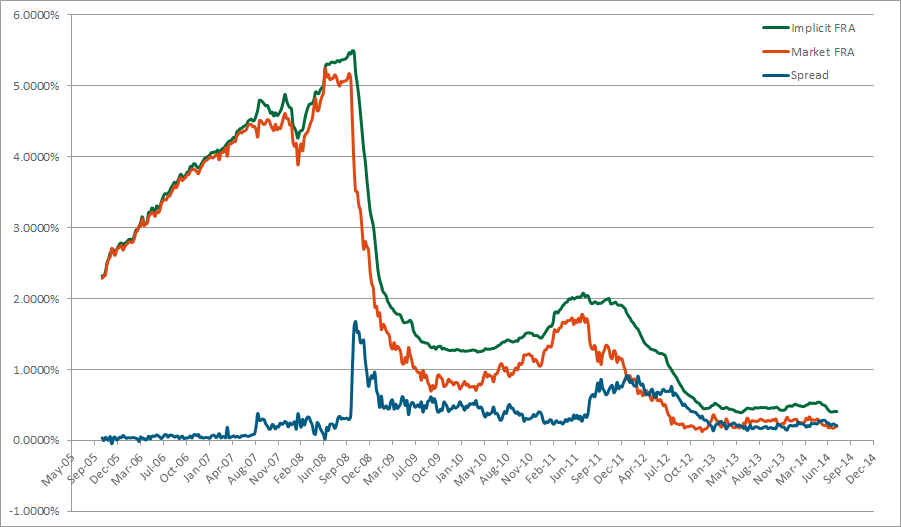 6.0000%
5.0000%
4.0000%
3.0000%
2.0000%
1.0000%
0.0000%
-1.0000%
Implicit FRA
Market FRA
Spread
May-05
Sep-05
Dec-05
Mar-06
Jul-06
Oct-06
Jan-07
Apr-07
Aug-07
Nov-07
Feb-08
Jun-08
Sep-08
Dec-08
Mar-09
Jul-09
Oct-09
Jan-10
Apr-10
Aug-10
Nov-10
Feb-11
Jun-11
Sep-11
Dec-11
Apr-12
Jul-12
Oct-12
Jan-13
May-13
Aug-13
Nov-13
Mar-14
Jun-14
Sep-14
Dec-14